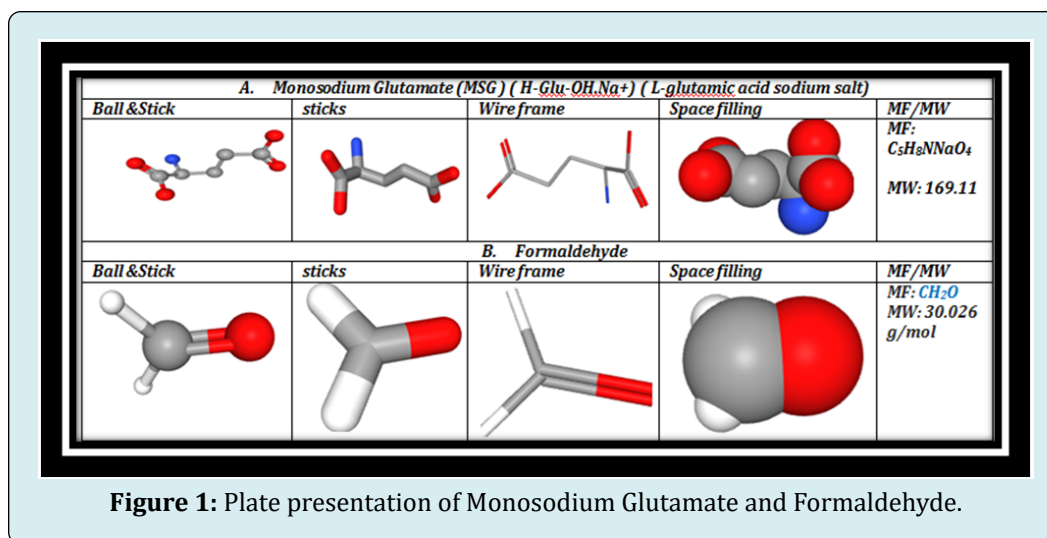 A. Monosodium Glutamate (MSG) ( H-Glu-OH.Na+) ( L-glutamic acid sodium salt)
Ball &Stick sticks Wire frame Space filling MF/MW
MF:
C₅H₈NNaO₄
MW: 169.11
B. Formaldehyde
Ball &Stick sticks Wire frame Space filling MF/MW
MF: CH₂O
MW: 30.026
g/mol
Figure 1: Plate presentation of Monosodium Glutamate and Formaldehyde.